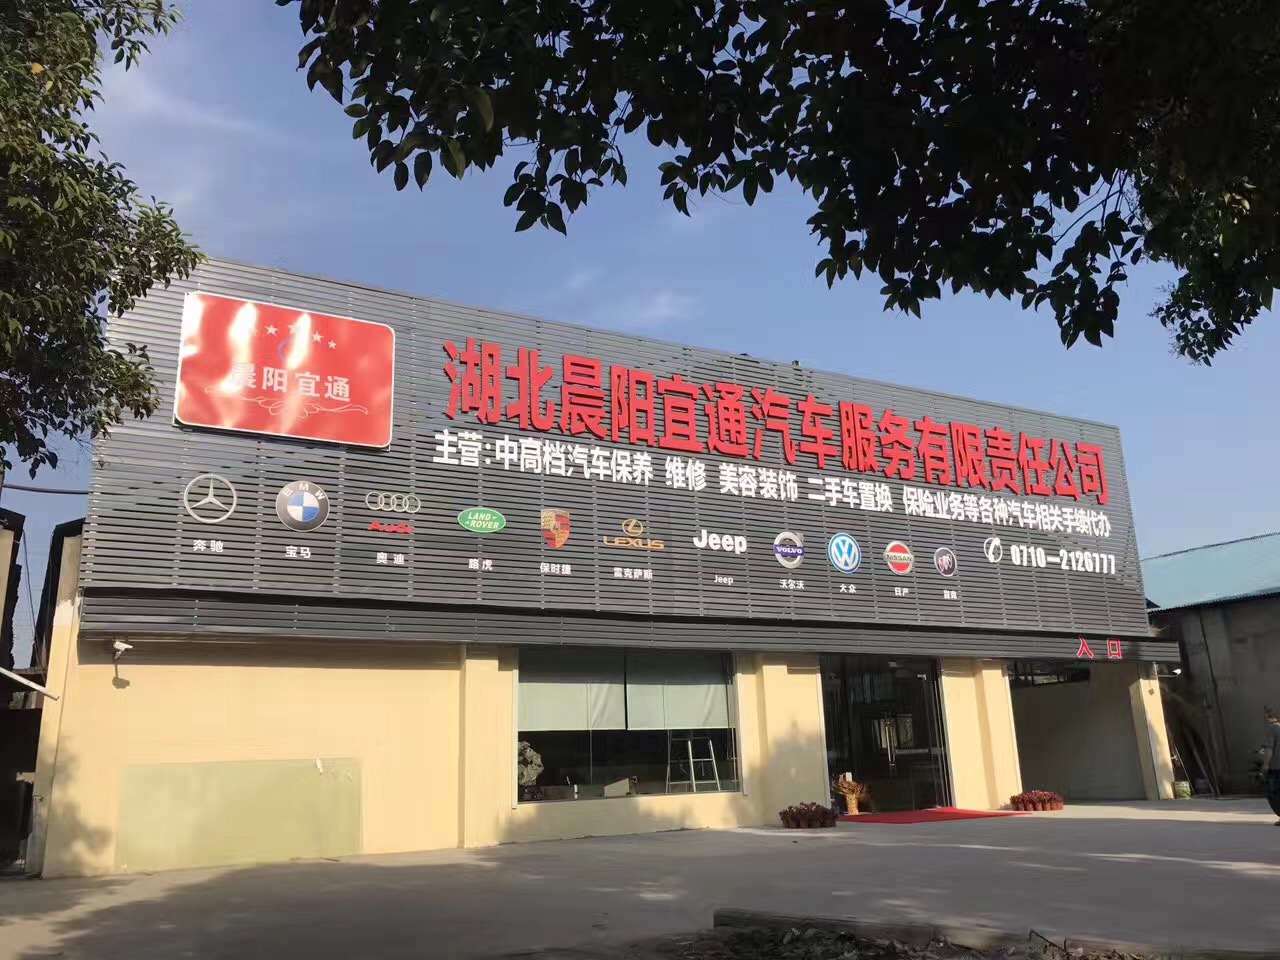 晨阳宜通
湖北晨阳宜通汽车服务有限责任公司
主营:中高档汽车保养 维修 美容装饰 二手车置换 保险业务等各种汽车相关手续代办
BMW
Audi
LAND ROVER
LEXUS
Jeep
VOLVO
NISSAN
奔驰
宝马
奥迪
路虎
保时捷
雷克萨斯
Jeep
沃尔沃
大众
日产
别克
0710-2126777
入口